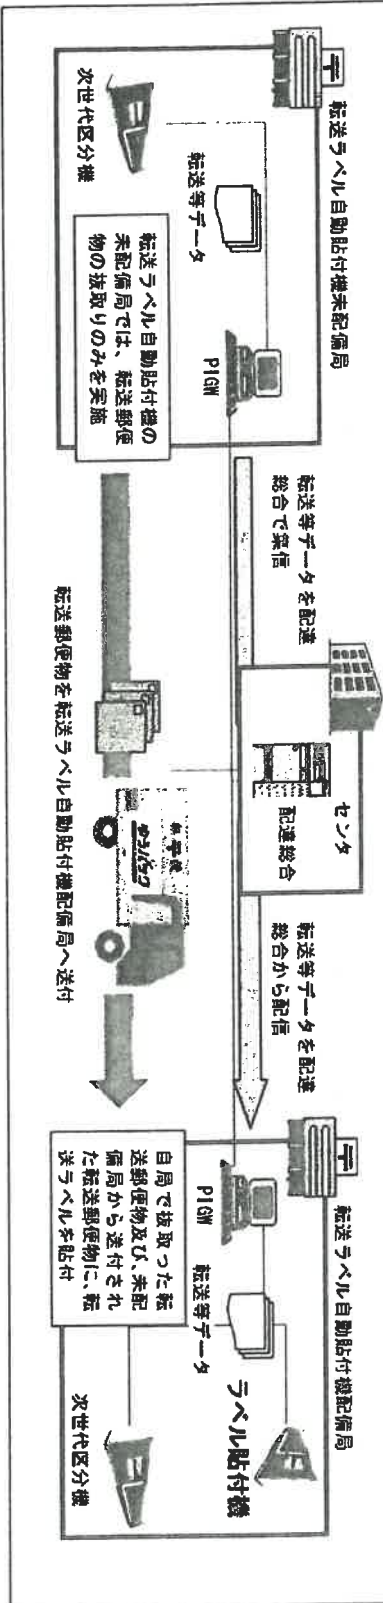 転送ラベル自動貼付機未配備局
次世代区分機
転送等データ
PIGW
転送ラベル自動貼付機の
未配備局では、転送郵便
物の抜取りのみを実施
転送等データを配達
総合で集信
センタ
配達総合
転送等データを配達
総合から配信
転送郵便物を転送ラベル自動貼付機配備局へ送付
ゆうパック
転送ラベル自動貼付機配備局
PIGW
転送等データ
ラベル貼付機
次世代区分機
自局で抜取った転
送郵便物及び、未配
備局から送付され
た転送郵便物に、転
送ラベルを貼付